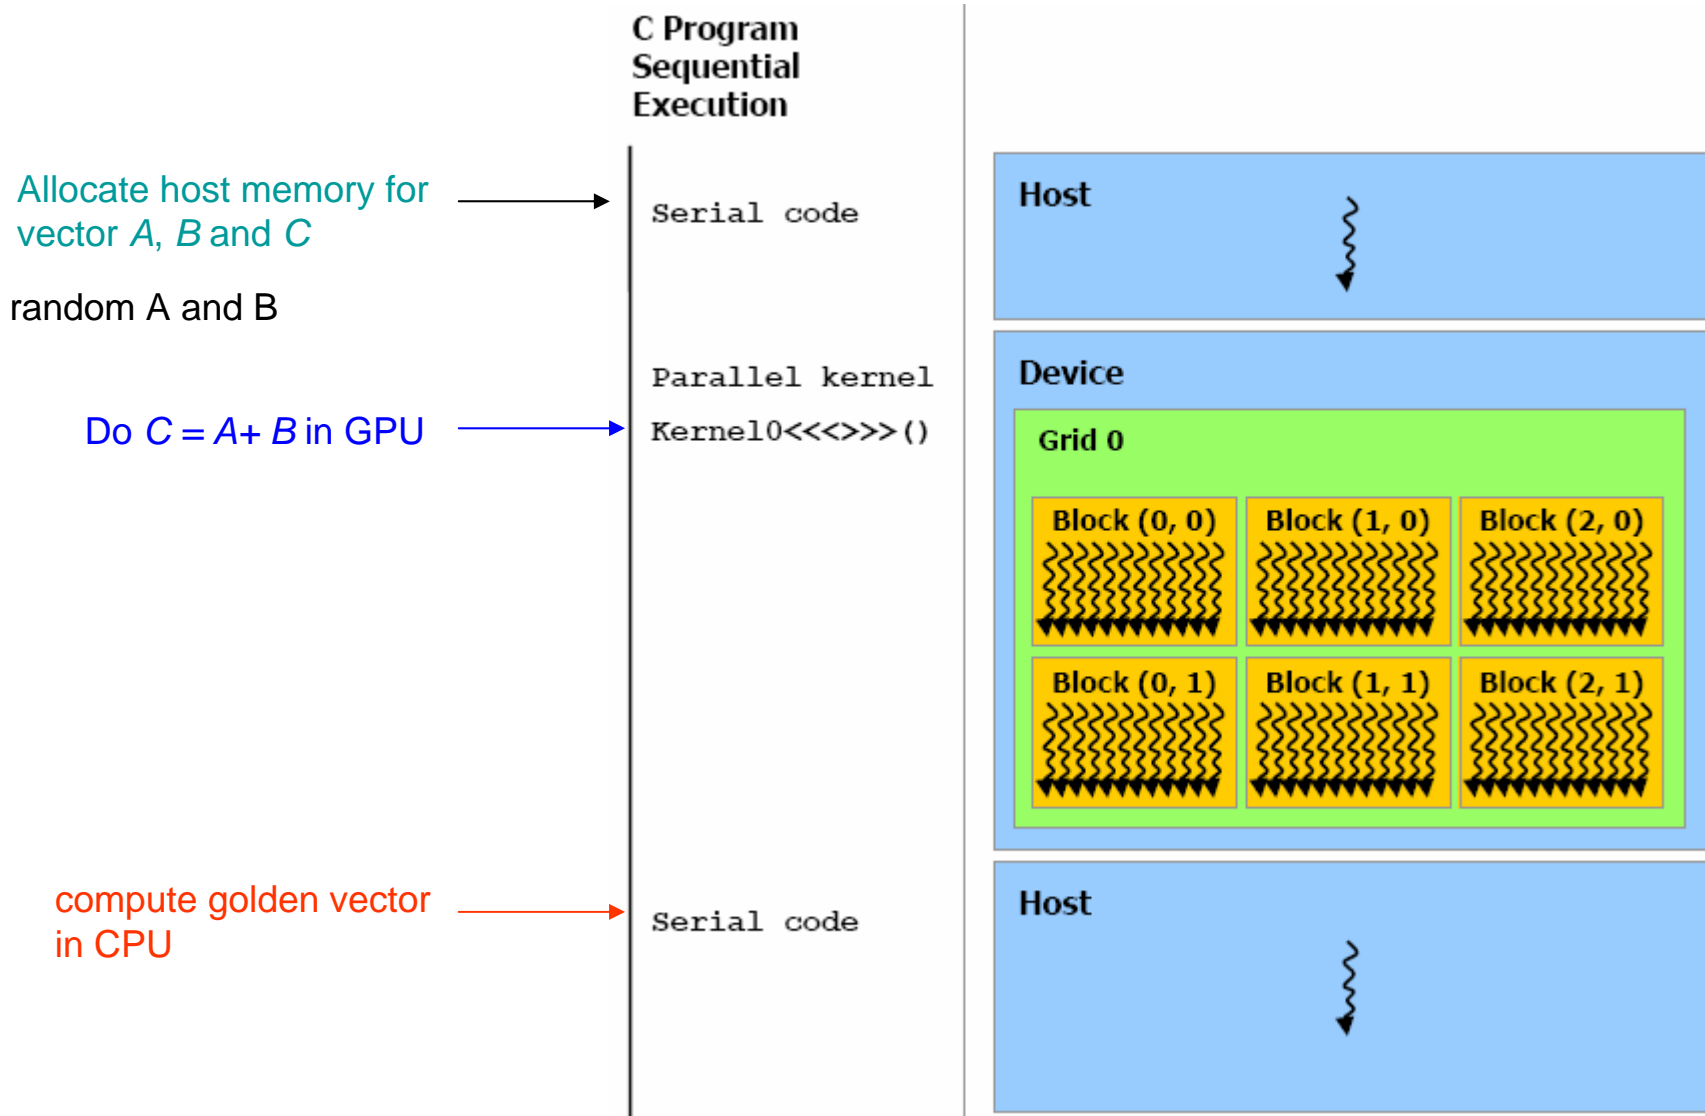 C Program
Sequential
Execution
Allocate host memory for
vector A, B and C
random A and B
Do C = A+ B in GPU
compute golden vector
in CPU
Serial code
Parallel kernel
Kernel0<<<>>>()
Serial code
Host
Device
Grid 0
Block (0, 0) Block (1, 0) Block (2, 0)
Block (0, 1) Block (1, 1) Block (2, 1)
Host